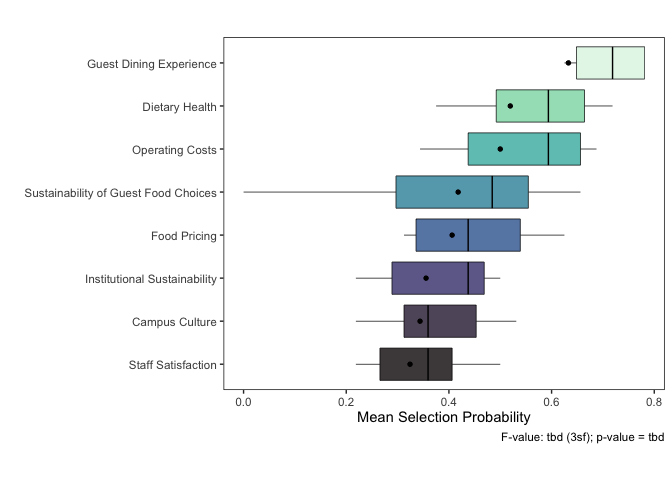 Guest Dining Experience
Dietary Health
Operating Costs
Sustainability of Guest Food Choices
Food Pricing
Institutional Sustainability
Campus Culture
Staff Satisfaction
0.0 0.2 0.4 0.6 0.8
Mean Selection Probability
F-value: tbd (3sf); p-value = tbd